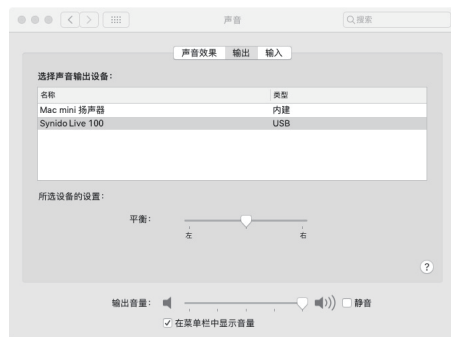 声音
搜索
声音效果 输出 输入
选择声音输出设备：
名称 类型
Mac mini 扬声器 内建
Synido Live 100 USB
所选设备的设置：
平衡：
左 右
?
输出音量： 静音
在菜单栏中显示音量